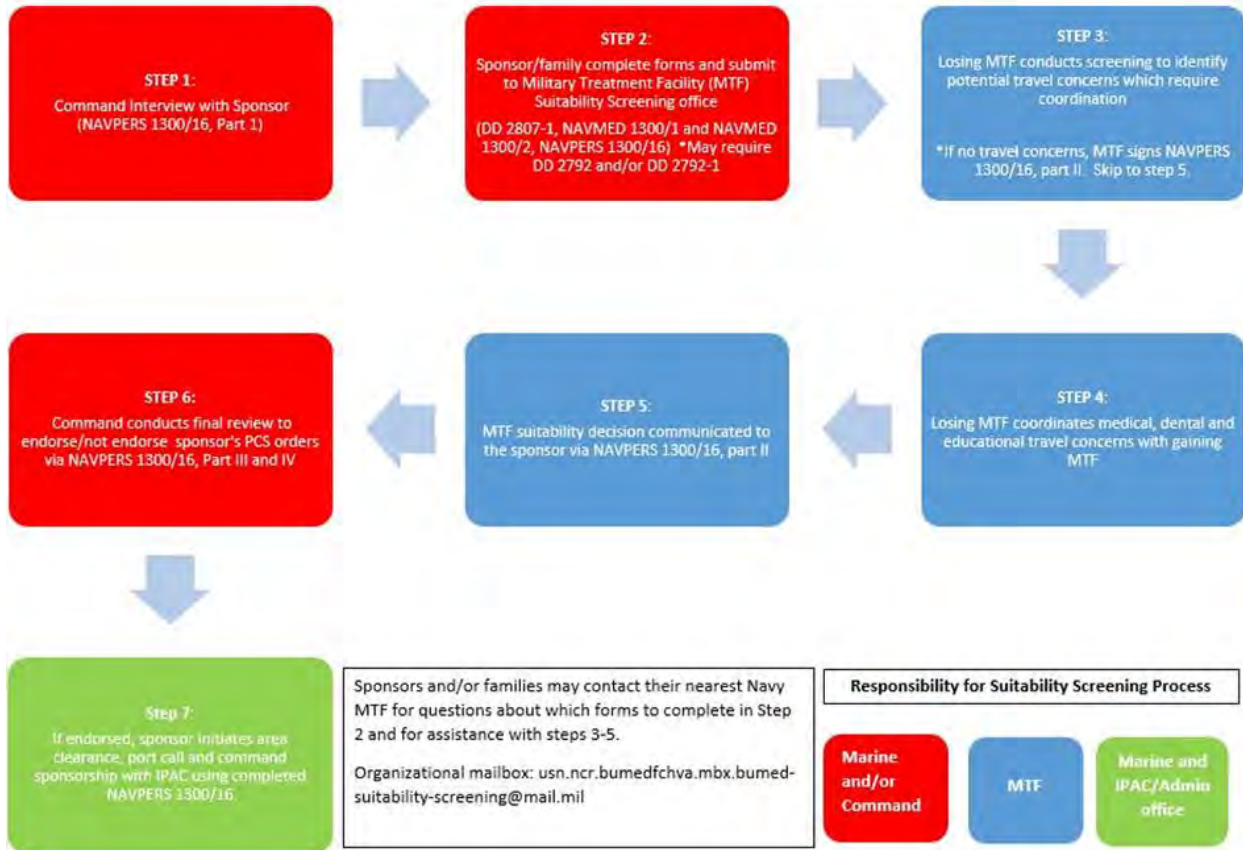 STEP 1:
Command Interview with Sponsor
(NAVPERS 1300/16, Part 1)
STEP 2:
Sponsor/family complete forms and submit
to Military Treatment Facility (MTF)
Suitability Screening office
(DD 2807-1, NAVMED 1300/1 and NAVMED
1300/2, NAVPERS 1300/16) *May require
DD 2792 and/or DD 2792-1
STEP 3:
Losing MTF conducts screening to identify
potential travel concerns which require
coordination
*If no travel concerns, MTF signs NAVPERS
1300/16, part II. Skip to step 5.
STEP 6:
Command conducts final review to
endorse/not endorse sponsor's PCS orders
via NAVPERS 1300/16, Part III and IV
STEP 5:
MTF suitability decision communicated to
the sponsor via NAVPERS 1300/16, part II
STEP 4:
Losing MTF coordinates medical, dental and
educational travel concerns with gaining
MTF
Step 7:
If endorsed, sponsor initiates area
clearance, port call and command
sponsorship with IPAC using completed
NAVPERS 1300/16
Sponsors and/or families may contact their nearest Navy
MTF for questions about which forms to complete in Step
2 and for assistance with steps 3-5.
Organizational mailbox: usn.ncr.bumedfchva.mbx.bumed-
suitability-screening@mail.mil
Responsibility for Suitability Screening Process
Marine
and/or
Command
MTF
Marine and
IPAC/Admin
office